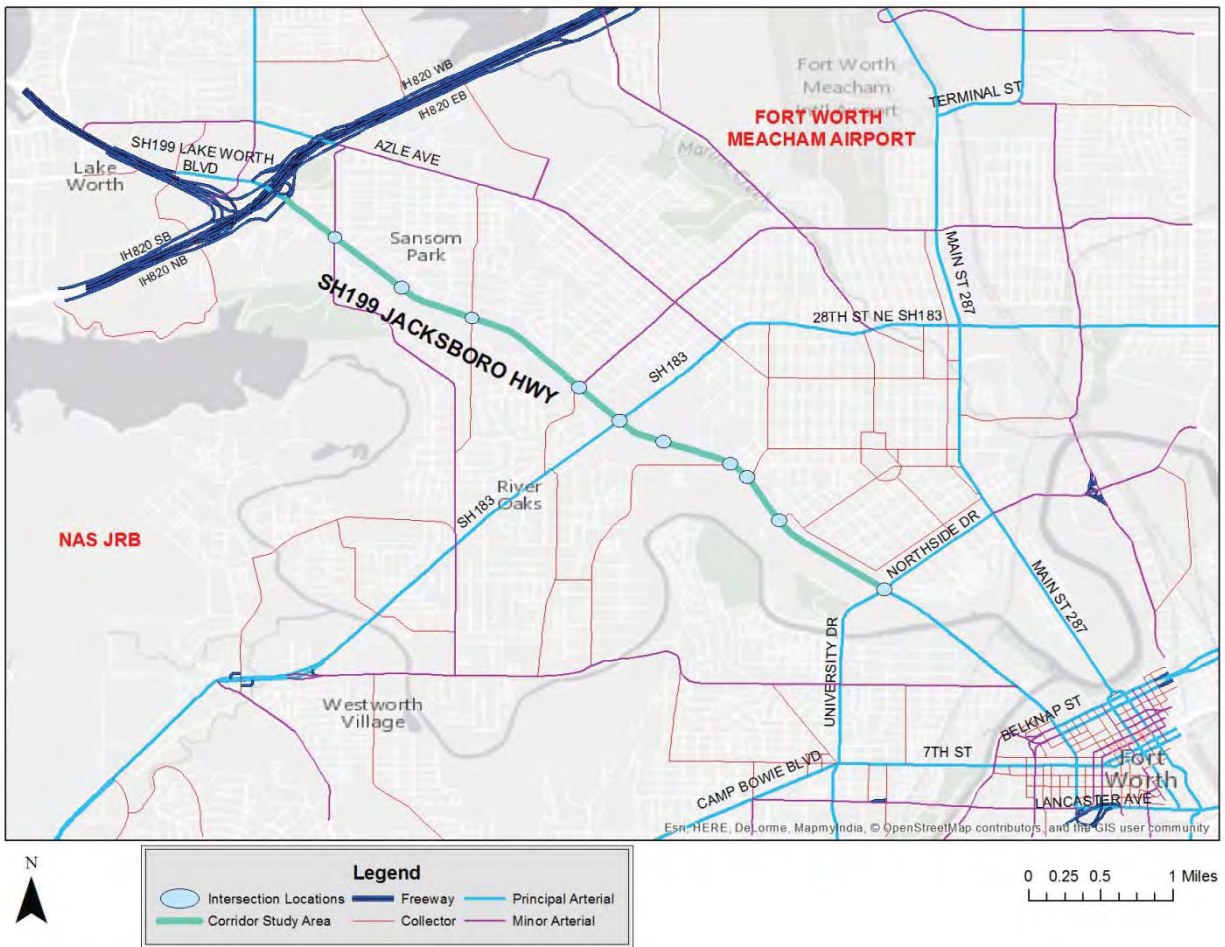 IH820 WB
IH820 EB
Fort Worth
Meacham
Int'l Airport
TERMINAL ST
FORT WORTH
MEACHAM AIRPORT
SH199 LAKE WORTH
BLVD
AZLE AVE
Lake
Worth
Marine Creek
IH820 SB
IH820 NB
Sansom
Park
MAIN ST 287
SH199 JACKSBORO HWY
28TH ST NE SH183
SH183
River
Oaks
SH183
NAS JRB
NORTHSIDE DR
MAIN ST 287
UNIVERSITY DR
Westworth
Village
BELKNAP ST
7TH ST
CAMP BOWIE BLVD
Fort
Worth
LANCASTER AVE
Esri, HERE, DeLorme, MapmyIndia, © OpenStreetMap contributors, and the GIS user community
N
Legend
Intersection Locations Freeway Principal Arterial
Corridor Study Area Collector Minor Arterial
0 0.25 0.5 1 Miles